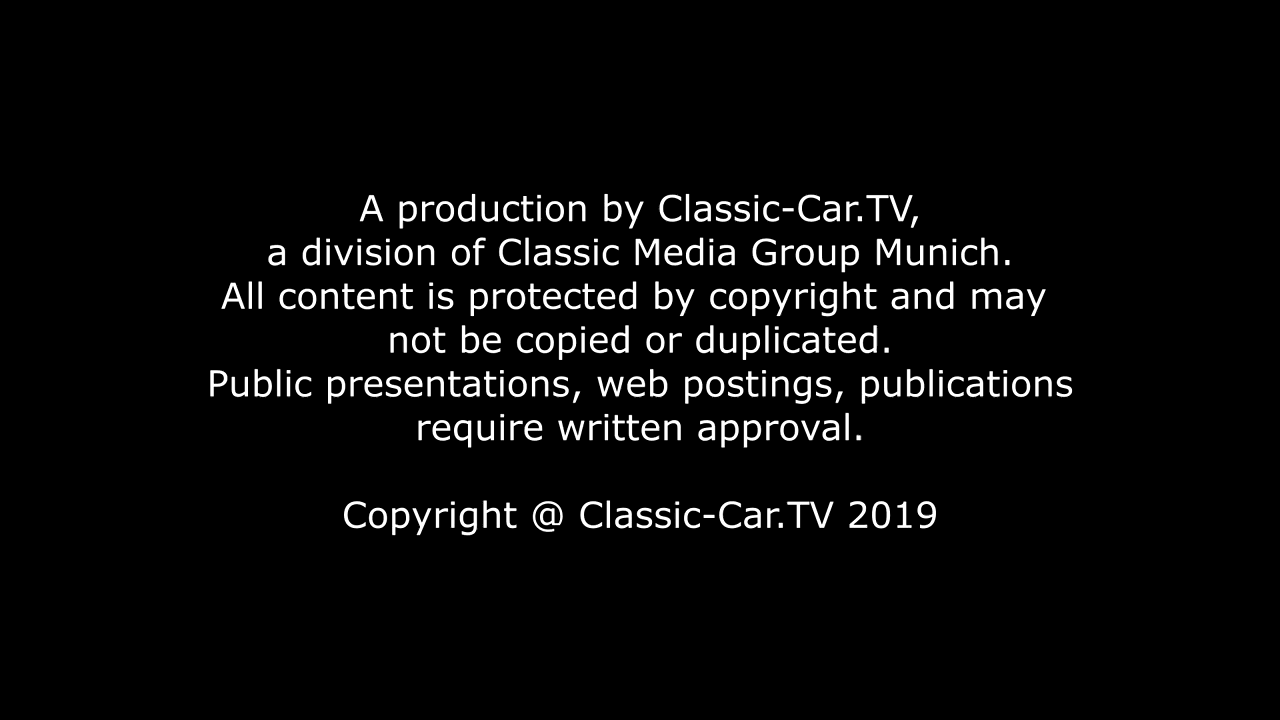 A production by Classic-Car.TV,
a division of Classic Media Group Munich.
All content is protected by copyright and may
not be copied or duplicated.
Public presentations, web postings, publications
require written approval.
Copyright @ Classic-Car.TV 2019